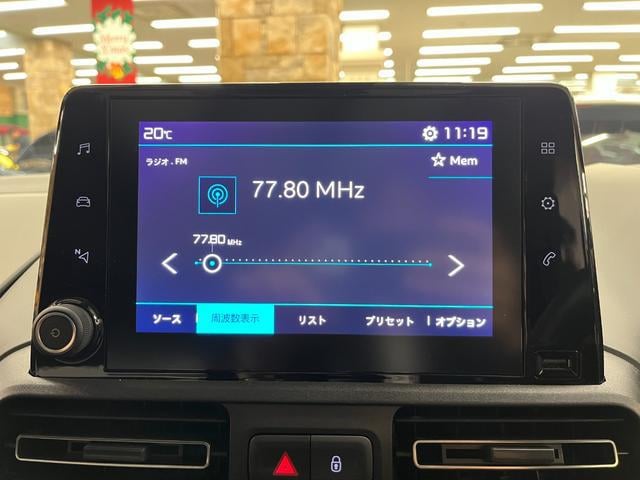 Merry
20℃
11:19
ラジオ.FM
Mem
77.80 MHz
77.80 MHz
ソース
周波数表示
リスト
プリセット
オプション
N